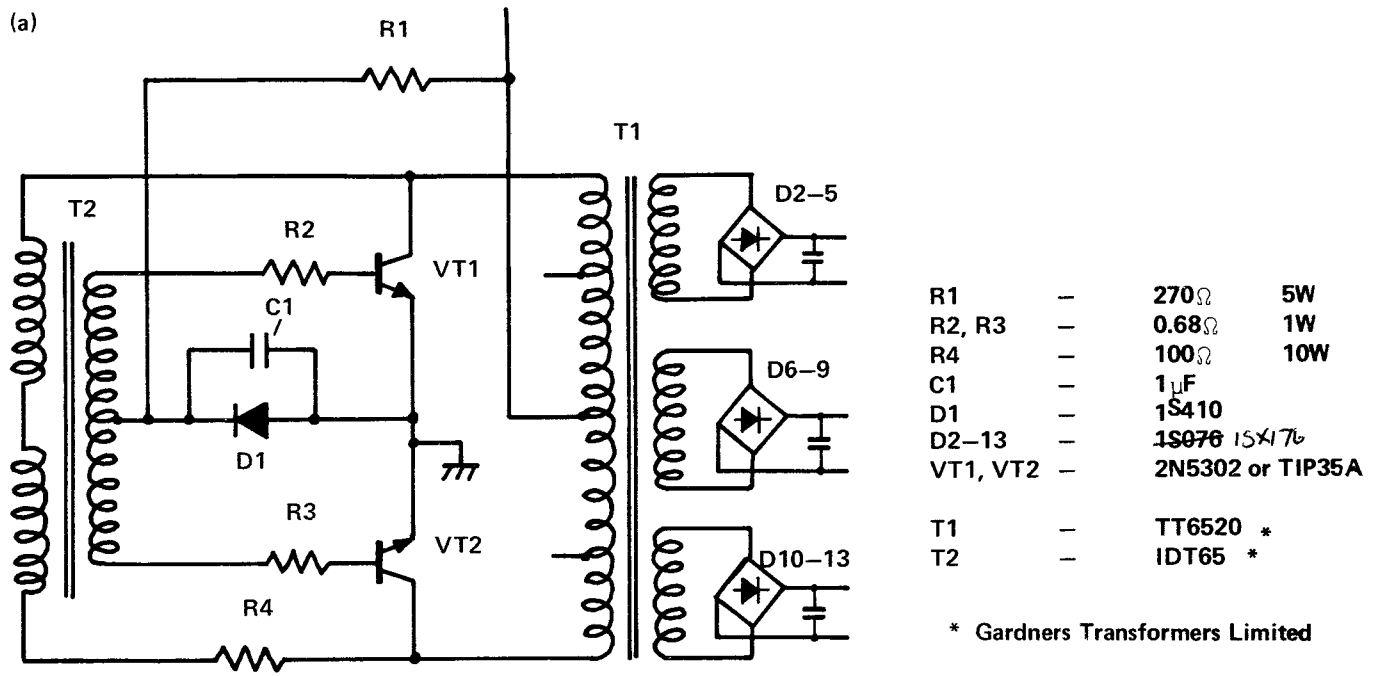 (a)
R1
T1
T2
R2
VT1
C1
D1
R3
VT2
R4
D2–5
D6–9
D10–13
R1 – 270Ω 5W
R2, R3 – 0.68Ω 1W
R4 – 100Ω 10W
C1 – 1μF
D1 – 1S410
D2–13 – 1S076 1SX176
VT1, VT2 – 2N5302 or TIP35A
T1 – TT6520 *
T2 – IDT65 *
* Gardners Transformers Limited